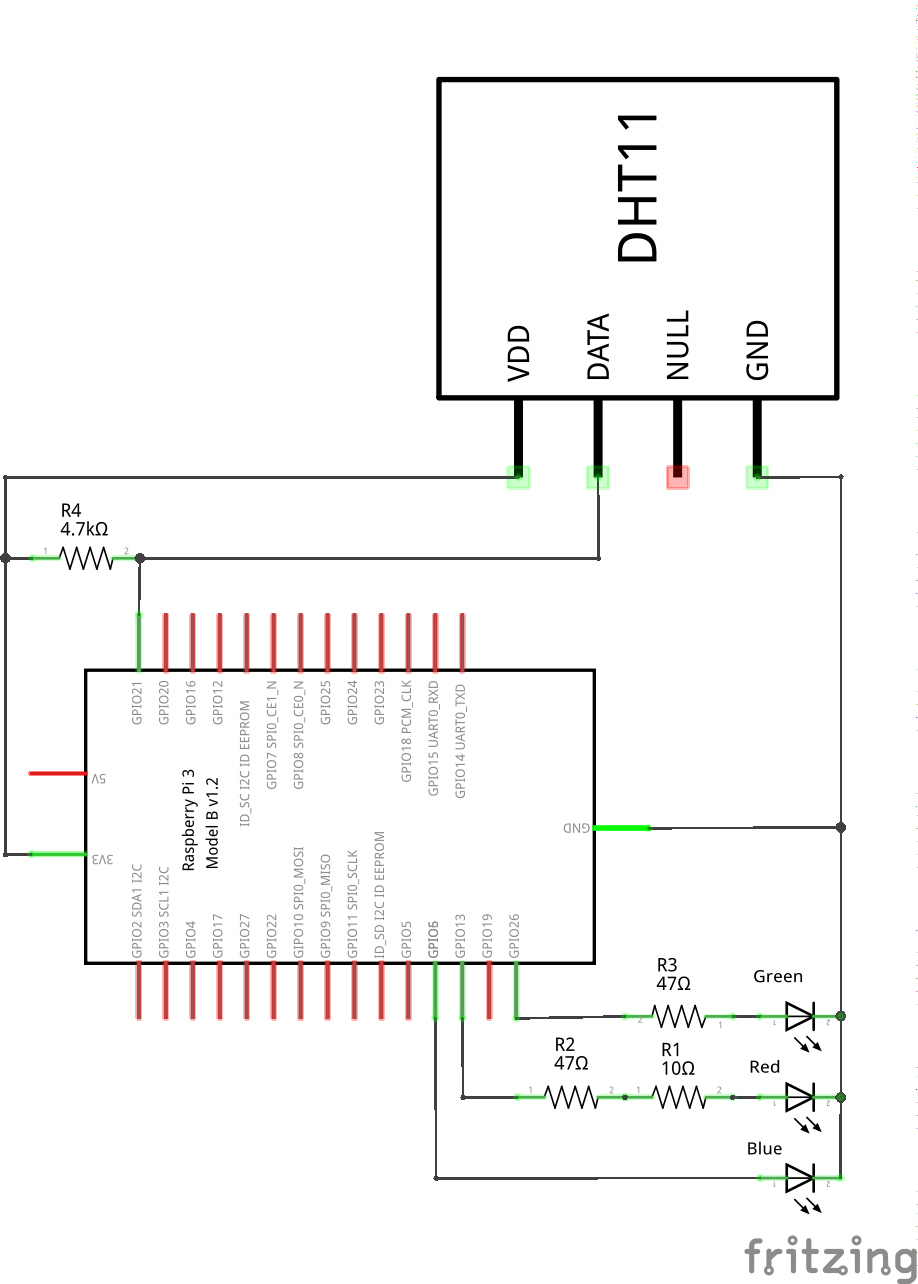 DHT11
VDD
DATA
NULL
GND
R4
4.7kΩ
1
2
GPIO21
GPIO20
GPIO16
GPIO12
ID_SC I2C ID EEPROM
GPIO7 SPI0_CE1_N
GPIO8 SPI0_CE0_N
GPIO25
GPIO24
GPIO23
GPIO18 PCM_CLK
GPIO15 UART0_RXD
GPIO14 UART0_TXD
5V
3V3
Raspberry Pi 3
Model B v1.2
GND
GPIO2 SDA1 I2C
GPIO3 SCL1 I2C
GPIO4
GPIO17
GPIO27
GPIO22
GIPO10 SPI0_MOSI
GPIO9 SPI0_MISO
GPIO11 SPI0_SCLK
ID_SD I2C ID EEPROM
GPIO5
GPIO6
GPIO13
GPIO19
GPIO26
R3
47Ω
2
1
Green
1
2
R2
47Ω
1
2
R1
10Ω
1
2
Red
1
2
Blue
1
2
fritzing